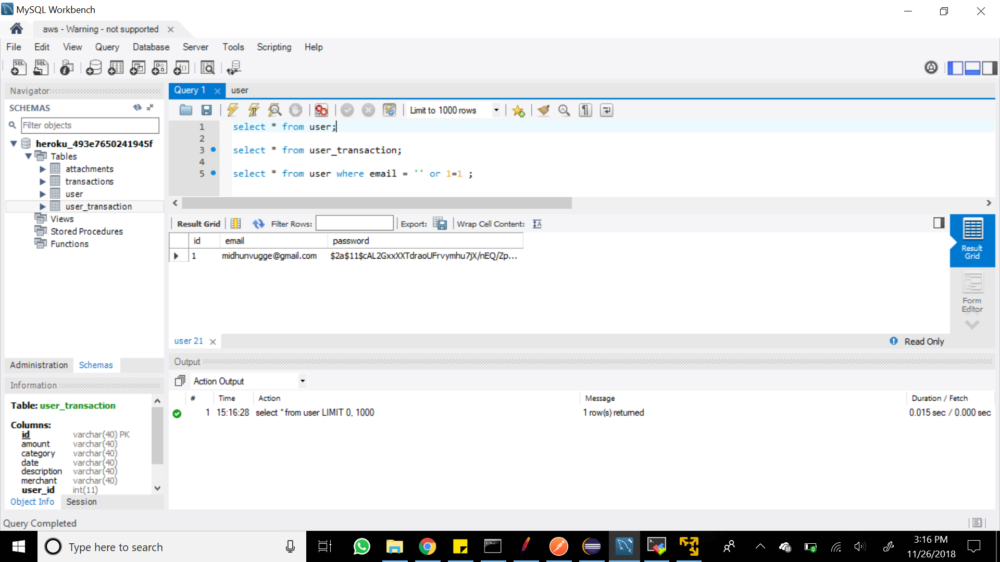 MySQL Workbench
aws - Warning - not supported
File Edit View Query Database Server Tools Scripting Help
Navigator
SCHEMAS
Filter objects
heroku_493e7650241945f
Tables
attachments
transactions
user
user_transaction
Views
Stored Procedures
Functions
Administration Schemas
Information
Table: user_transaction
Columns:
id varchar(40) PK
amount varchar(40)
category varchar(40)
date varchar(40)
description varchar(40)
merchant varchar(40)
user_id int(11)
Object Info Session
Query 1 user
Limit to 1000 rows
1 select * from user;
2
3 select * from user_transaction;
4
5 select * from user where email = '' or 1=1 ;
Result Grid Filter Rows: Export: Wrap Cell Content:
id email password
1 midhunvugge@gmail.com $2a$11$cAL2GxxXXTdraoUFrvymhu7jX/nEQ/Zp...
Result Grid
Form Editor
user 21 Read Only
Output
Action Output
# Time Action Message Duration / Fetch
1 15:16:28 select * from user LIMIT 0, 1000 1 row(s) returned 0.015 sec / 0.000 sec
Query Completed
Type here to search
3:16 PM
11/26/2018